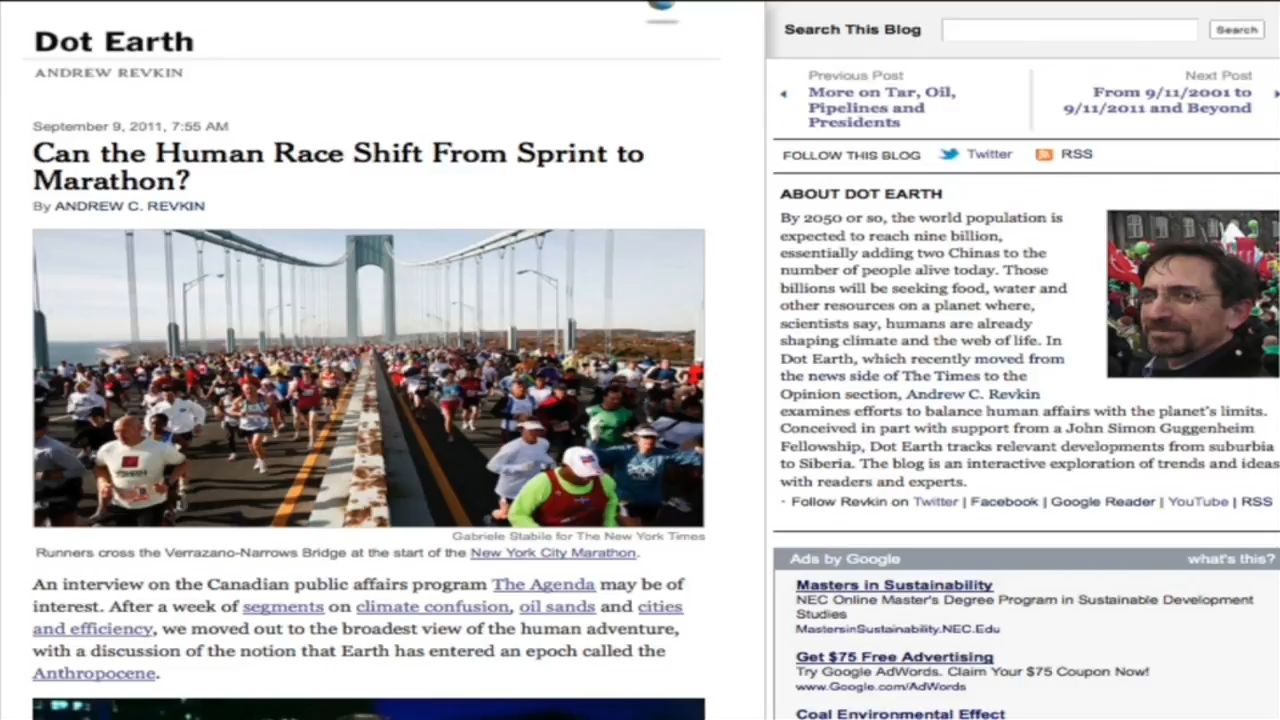 Dot Earth
ANDREW REVKIN
September 9, 2011, 7:55 AM
Can the Human Race Shift From Sprint to
Marathon?
By ANDREW C. REVKIN
Gabriele Stabile for The New York Times
Runners cross the Verrazano-Narrows Bridge at the start of the New York City Marathon.
An interview on the Canadian public affairs program The Agenda may be of
interest. After a week of segments on climate confusion, oil sands and cities
and efficiency, we moved out to the broadest view of the human adventure,
with a discussion of the notion that Earth has entered an epoch called the
Anthropocene.
Search This Blog
Search
Previous Post
More on Tar, Oil,
Pipelines and
Presidents
Next Post
From 9/11/2001 to
9/11/2011 and Beyond
FOLLOW THIS BLOG Twitter RSS
ABOUT DOT EARTH
By 2050 or so, the world population is
expected to reach nine billion,
essentially adding two Chinas to the
number of people alive today. Those
billions will be seeking food, water and
other resources on a planet where,
scientists say, humans are already
shaping climate and the web of life. In
Dot Earth, which recently moved from
the news side of The Times to the
Opinion section, Andrew C. Revkin
examines efforts to balance human affairs with the planet's limits.
Conceived in part with support from a John Simon Guggenheim
Fellowship, Dot Earth tracks relevant developments from suburbia
to Siberia. The blog is an interactive exploration of trends and ideas
with readers and experts.
· Follow Revkin on Twitter | Facebook | Google Reader | YouTube | RSS
Ads by Google what's this?
Masters in Sustainability
NEC Online Master's Degree Program in Sustainable Development
Studies
MastersinSustainability.NEC.Edu
Get $75 Free Advertising
Try Google AdWords. Claim Your $75 Coupon Now!
www.Google.com/AdWords
Coal Environmental Effect